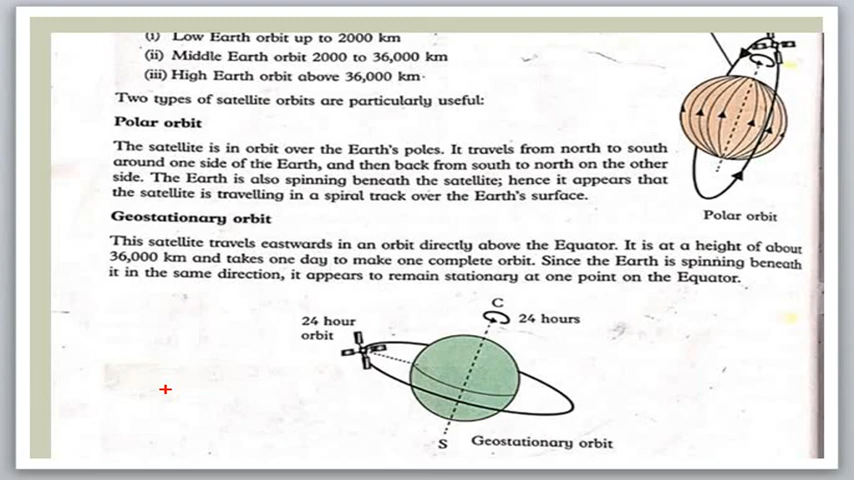 (i) Low Earth orbit up to 2000 km
(ii) Middle Earth orbit 2000 to 36,000 km
(iii) High Earth orbit above 36,000 km
Two types of satellite orbits are particularly useful:
Polar orbit
The satellite is in orbit over the Earth's poles. It travels from north to south
around one side of the Earth, and then back from south to north on the other
side. The Earth is also spinning beneath the satellite; hence it appears that
the satellite is travelling in a spiral track over the Earth's surface.
Polar orbit
Geostationary orbit
This satellite travels eastwards in an orbit directly above the Equator. It is at a height of about
36,000 km and takes one day to make one complete orbit. Since the Earth is spinning beneath
it in the same direction, it appears to remain stationary at one point on the Equator.
C
24 hours
24 hour
orbit
S
Geostationary orbit